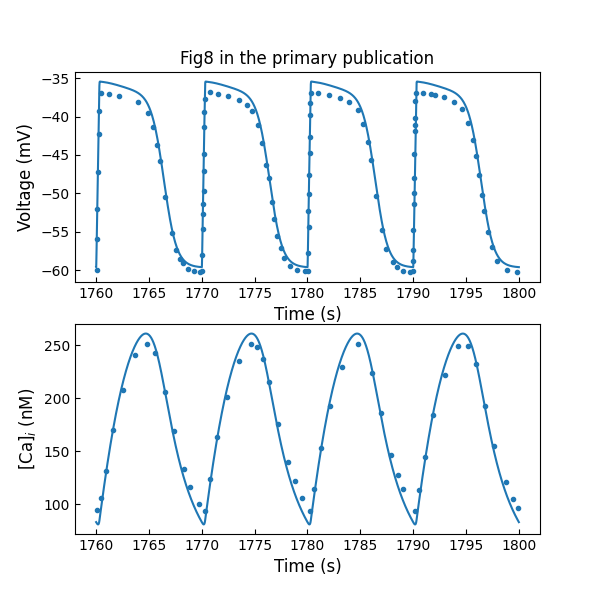 Fig8 in the primary publication
Voltage (mV)
−35
−40
−45
−50
−55
−60
1760 1765 1770 1775 1780 1785 1790 1795 1800
Time (s)
[Ca]ᵢ (nM)
250
200
150
100
1760 1765 1770 1775 1780 1785 1790 1795 1800
Time (s)